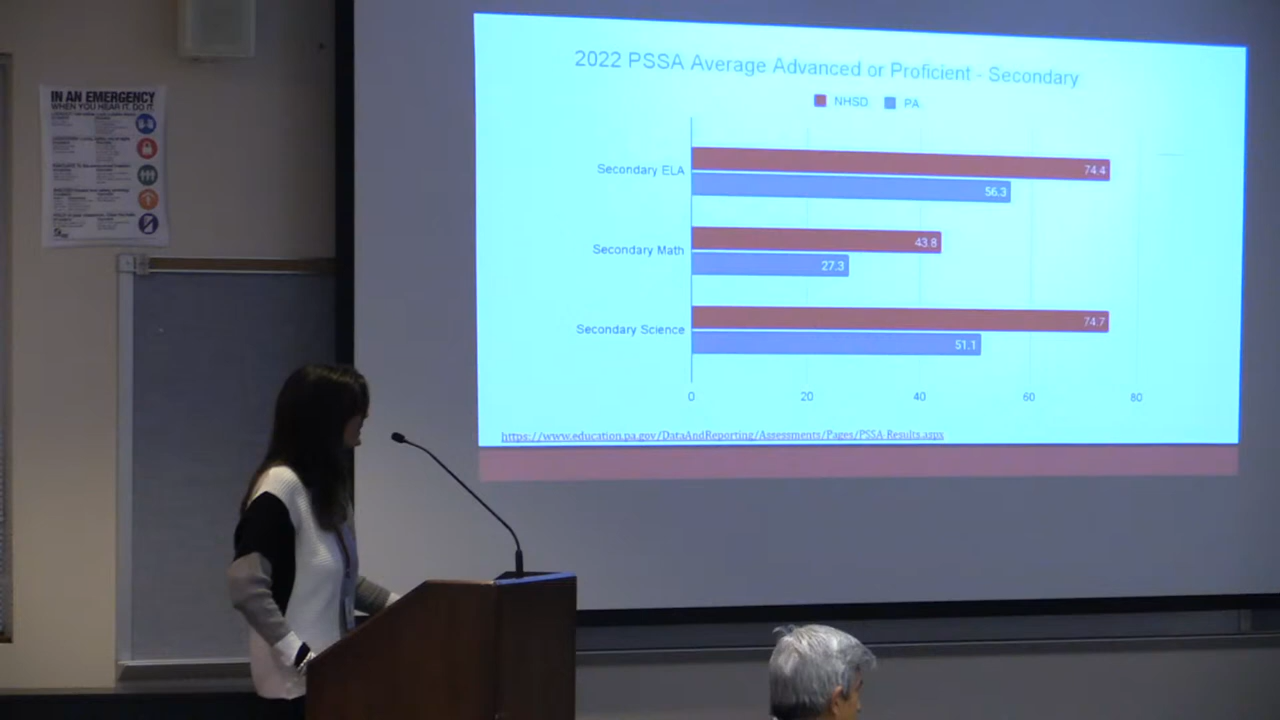 IN AN EMERGENCY
WHEN YOU HEAR IT. DO IT.
2022 PSSA Average Advanced or Proficient - Secondary
NHSD PA
Secondary ELA
74.4
56.3
Secondary Math
43.8
27.3
Secondary Science
74.7
51.1
0 20 40 60 80
https://www.education.pa.gov/DataAndReporting/Assessments/Pages/PSSA-Results.aspx